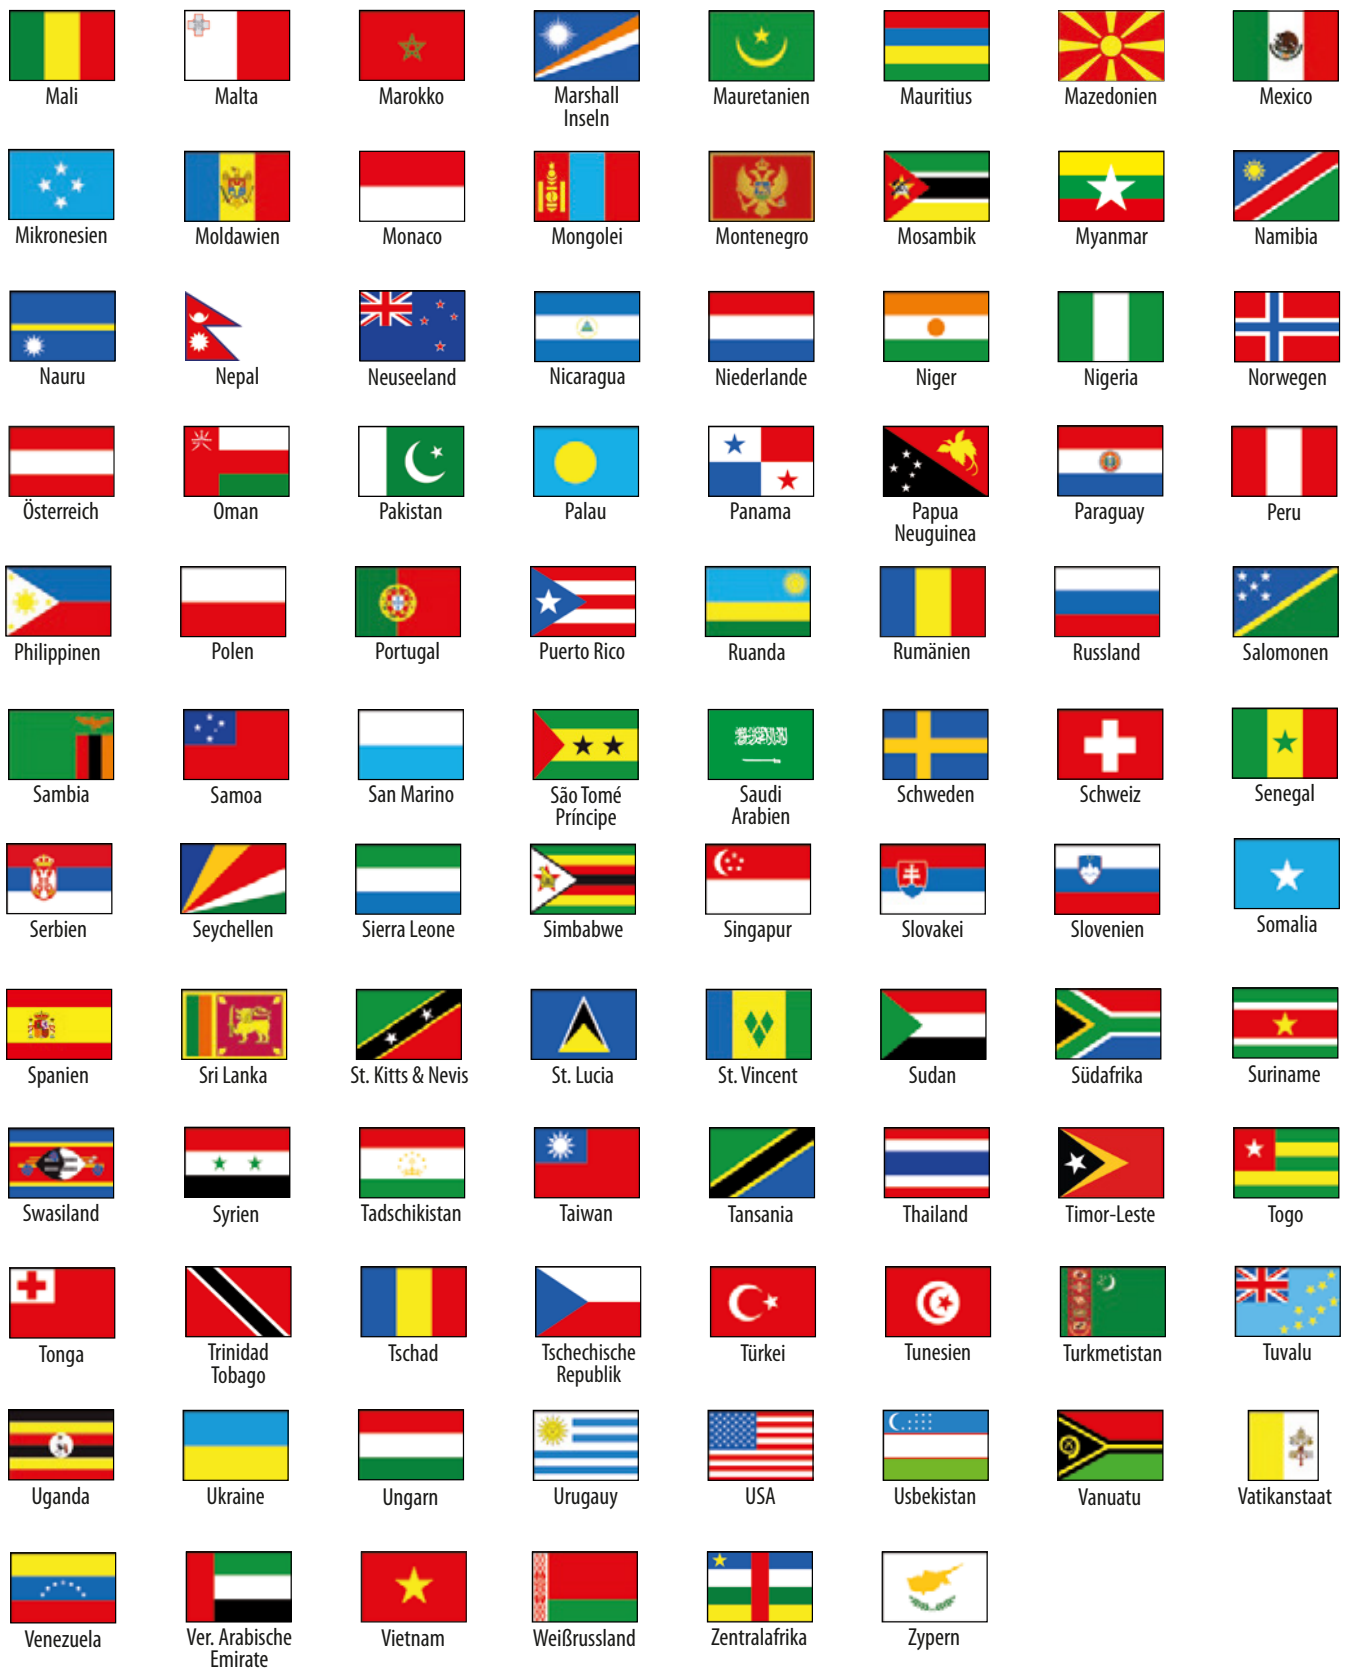 Mali
Malta
Marokko
Marshall
Inseln
Mauretanien
Mauritius
Mazedonien
Mexico
Mikronesien
Moldawien
Monaco
Mongolei
Montenegro
Mosambik
Myanmar
Namibia
Nauru
Nepal
Neuseeland
Nicaragua
Niederlande
Niger
Nigeria
Norwegen
Österreich
Oman
Pakistan
Palau
Panama
Papua
Neuguinea
Paraguay
Peru
Philippinen
Polen
Portugal
Puerto Rico
Ruanda
Rumänien
Russland
Salomonen
Sambia
Samoa
San Marino
São Tomé
Príncipe
Saudi
Arabien
Schweden
Schweiz
Senegal
Serbien
Seychellen
Sierra Leone
Simbabwe
Singapur
Slovakei
Slovenien
Somalia
Spanien
Sri Lanka
St. Kitts & Nevis
St. Lucia
St. Vincent
Sudan
Südafrika
Suriname
Swasiland
Syrien
Tadschikistan
Taiwan
Tansania
Thailand
Timor-Leste
Togo
Tonga
Trinidad
Tobago
Tschad
Tschechische
Republik
Türkei
Tunesien
Turkmetistan
Tuvalu
Uganda
Ukraine
Ungarn
Urugauy
USA
Usbekistan
Vanuatu
Vatikanstaat
Venezuela
Ver. Arabische
Emirate
Vietnam
Weißrussland
Zentralafrika
Zypern